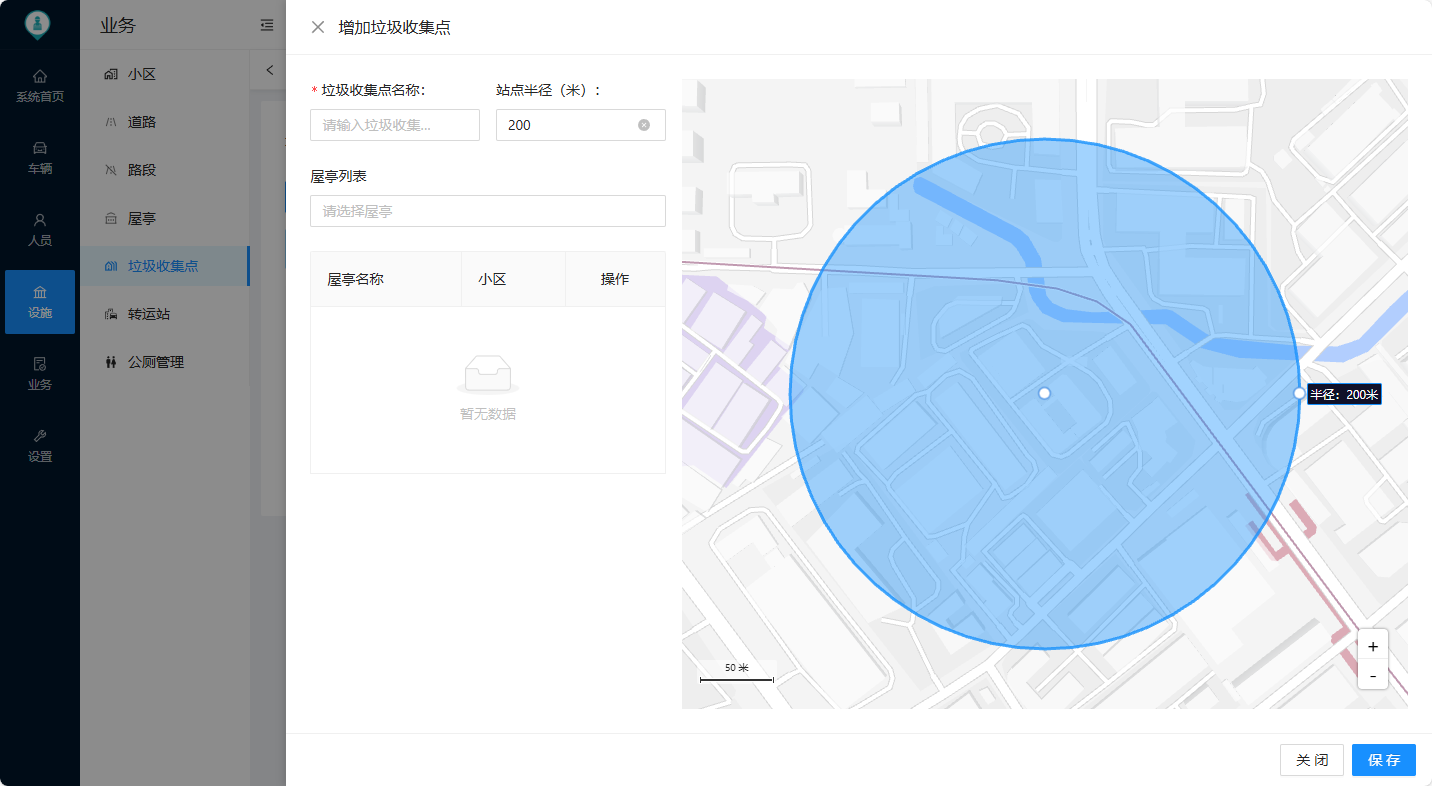 业务
系统首页
车辆
人员
设施
业务
设置
小区
道路
路段
屋亭
垃圾收集点
转运站
公厕管理
增加垃圾收集点
* 垃圾收集点名称:
站点半径（米）:
请输入垃圾收集...
200
屋亭列表
请选择屋亭
屋亭名称 小区 操作
暂无数据
半径：200米
50 米
+
-
关 闭
保 存